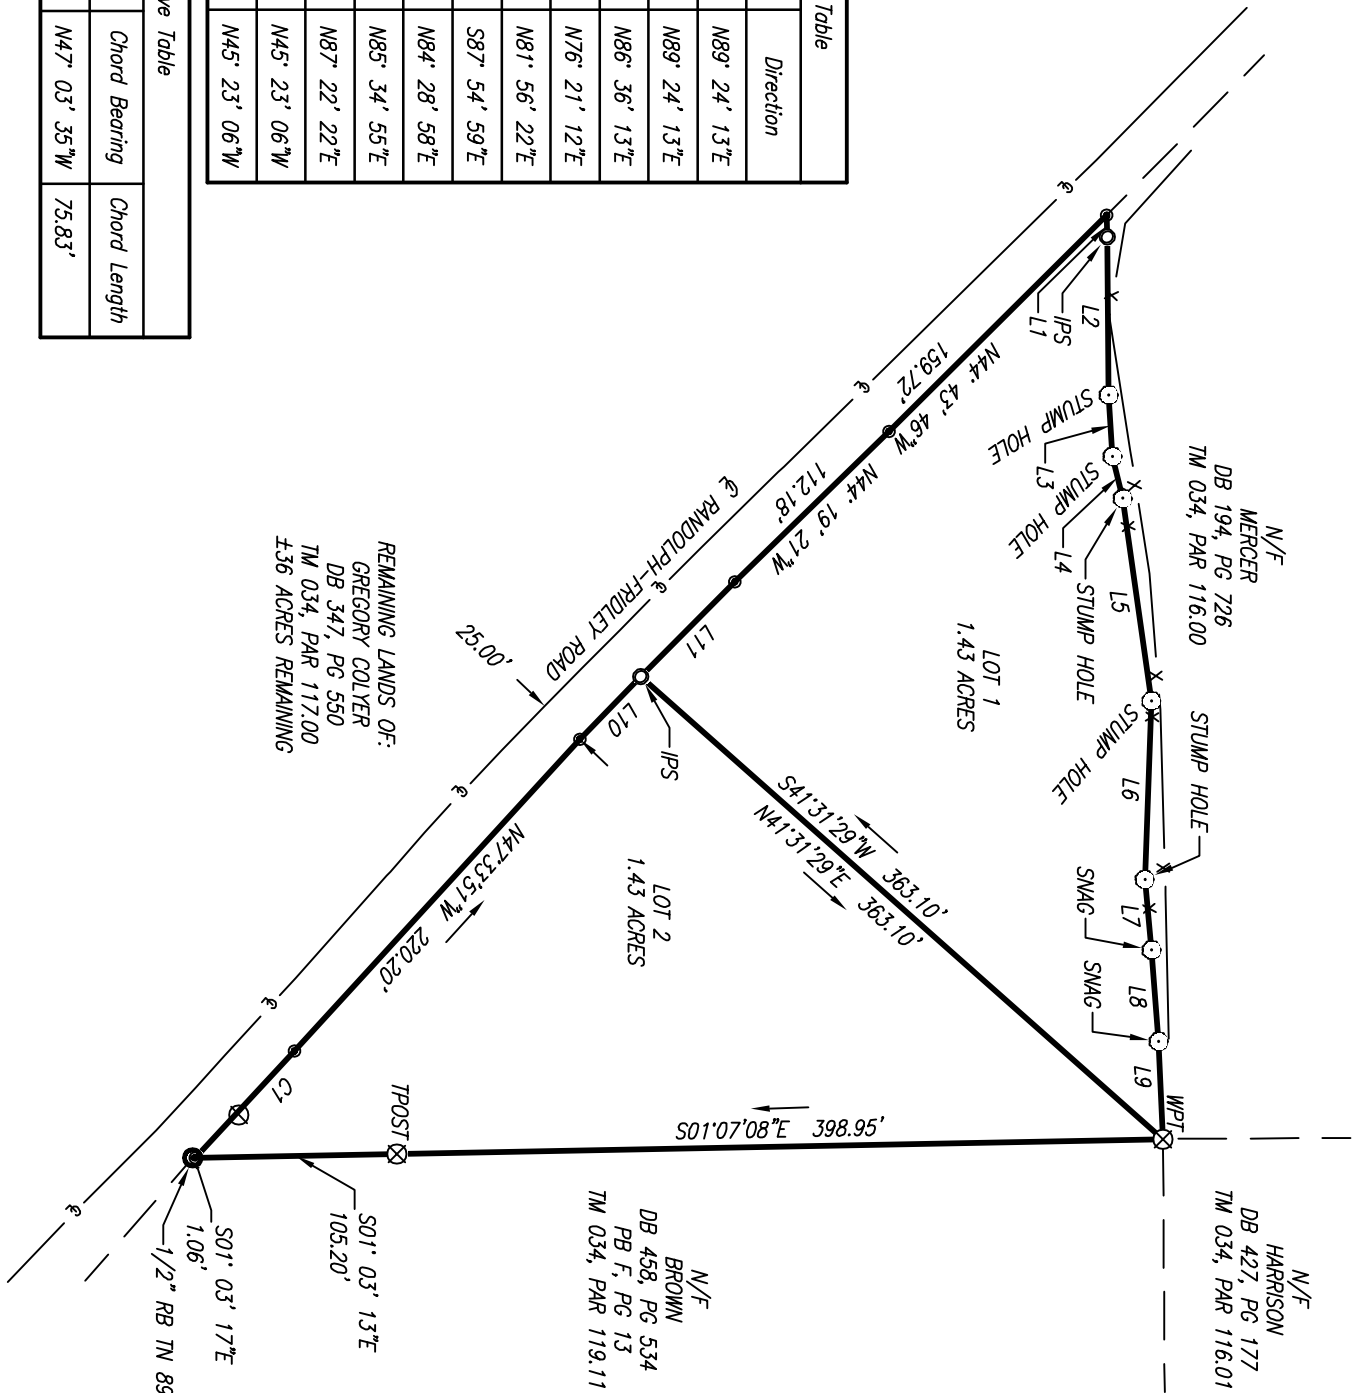 N/F
HARRISON
DB 427, PG 177
TM 034, PAR 116.01
N/F
MERCER
DB 194, PG 726
TM 034, PAR 116.00
STUMP HOLE
WPT
L2
IPS
L1
STUMP HOLE
L3
STUMP HOLE
L4
STUMP HOLE
L5
STUMP HOLE
L6
SNAG
L7
SNAG
L8
L9
LOT 1
1.43 ACRES
N44° 43' 46"W
159.72'
N44° 19' 21"W
112.18'
L11
L10
IPS
S41°31'29"W 363.10'
N41°31'29"E 363.10'
LOT 2
1.43 ACRES
S01°07'08"E 398.95'
N/F
BROWN
DB 458, PG 534
PB F, PG 13
TM 034, PAR 119.11
℄ RANDOLPH-FRIDLEY ROAD
25.00'
N47°33'51"W 220.20'
C1
TPOST
S01° 03' 13"E
105.20'
S01° 03' 17"E
1.06'
1/2" RB TN 89
REMAINING LANDS OF:
GREGORY COLYER
DB 347, PG 550
TM 034, PAR 117.00
±36 ACRES REMAINING
Table
Direction
N89° 24' 13"E
N89° 24' 13"E
N86° 36' 13"E
N76° 21' 12"E
N81° 56' 22"E
S87° 54' 59"E
N84° 28' 58"E
N85° 34' 55"E
N87° 22' 22"E
N45° 23' 06"W
N45° 23' 06"W
ve Table
Chord Bearing Chord Length
N47° 03' 35"W 75.83'